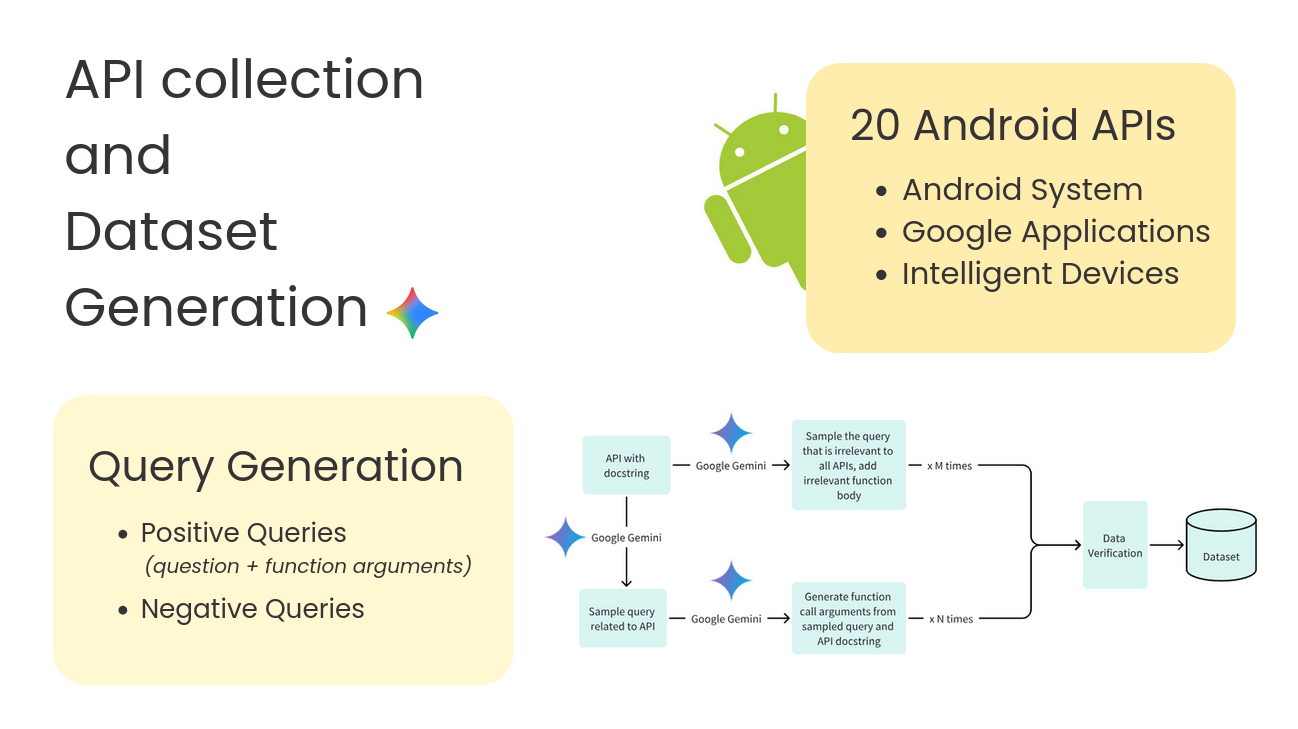 API collection
and
Dataset
Generation
20 Android APIs
• Android System
• Google Applications
• Intelligent Devices
Query Generation
• Positive Queries
(question + function arguments)
• Negative Queries
API with
docstring
Google Gemini
Sample the query
that is irrelevant to
all APIs, add
irrelevant function
body
x M times
Google Gemini
Sample query
related to API
Google Gemini
Generate function
call arguments from
sampled query and
API docstring
x N times
Data
Verification
Dataset